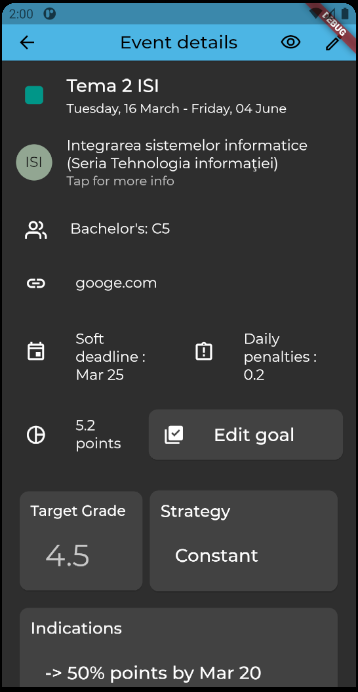 2:00
DEBUG
Event details
Tema 2 ISI
Tuesday, 16 March - Friday, 04 June
ISI
Integrarea sistemelor informatice
(Seria Tehnologia informației)
Tap for more info
Bachelor's: C5
googe.com
Soft
deadline :
Mar 25
Daily
penalties :
0.2
5.2
points
Edit goal
Target Grade
4.5
Strategy
Constant
Indications
-> 50% points by Mar 20